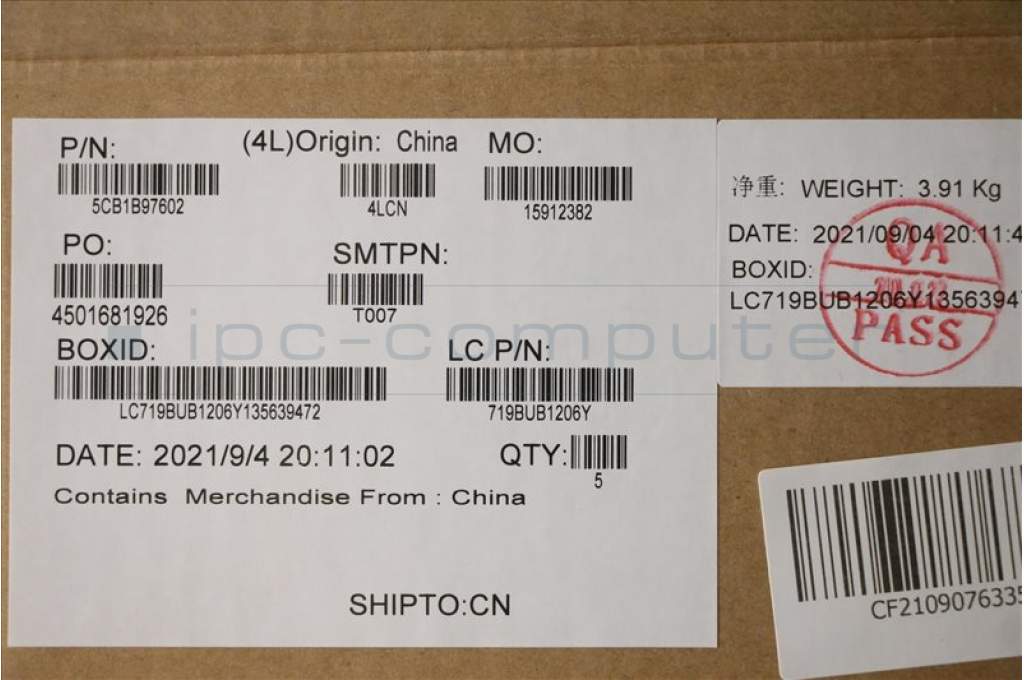 P/N: (4L)Origin: China MO:
5CB1B97602 4LCN 15912382
PO: SMTPN:
4501681926 T007
BOXID: LC P/N:
LC719BUB1206Y135639472 719BUB1206Y
DATE: 2021/9/4 20:11:02 QTY:
5
Contains Merchandise From : China
SHIPTO:CN
净重: WEIGHT: 3.91 Kg
DATE: 2021/09/04 20:11:4
BOXID:
LC719BUB1206Y13563947
QA
PASS
CF2109076335
ipc-compute